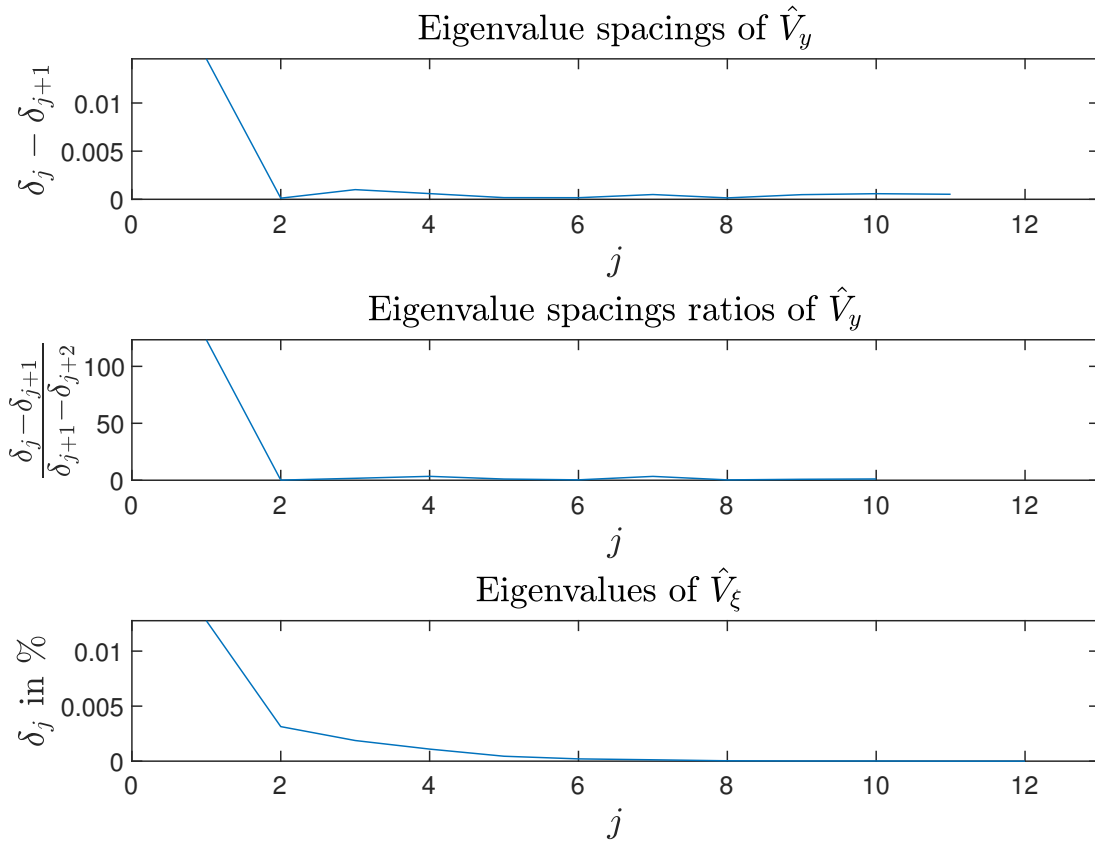 Eigenvalue spacings of V̂_y
δ_j − δ_{j+1}
0.01
0.005
0
0 2 4 6 8 10 12
j
Eigenvalue spacings ratios of V̂_y
δ_j−δ_{j+1}
δ_{j+1}−δ_{j+2}
100
50
0
0 2 4 6 8 10 12
j
Eigenvalues of V̂_ξ
δ_j in %
0.01
0.005
0
0 2 4 6 8 10 12
j